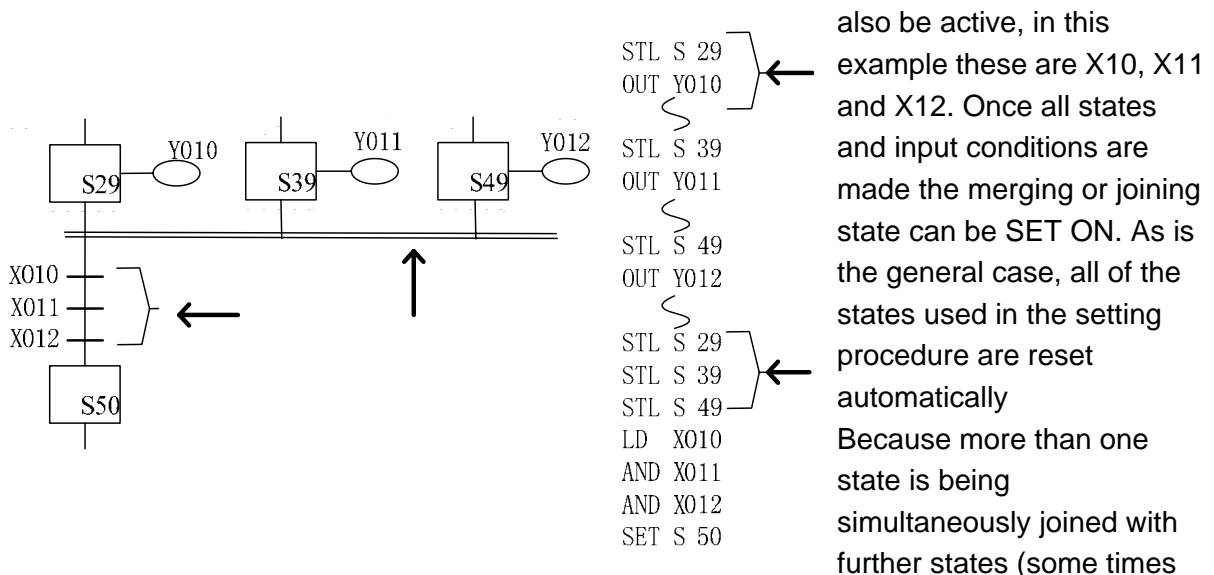 Y010
Y011
Y012
S29
S39
S49
X010
X011
X012
S50
STL S 29
OUT Y010
STL S 39
OUT Y011
STL S 49
OUT Y012
STL S 29
STL S 39
STL S 49
LD X010
AND X011
AND X012
SET S 50
also be active, in this
example these are X10, X11
and X12. Once all states
and input conditions are
made the merging or joining
state can be SET ON. As is
the general case, all of the
states used in the setting
procedure are reset
automatically
Because more than one
state is being
simultaneously joined with
further states (some times